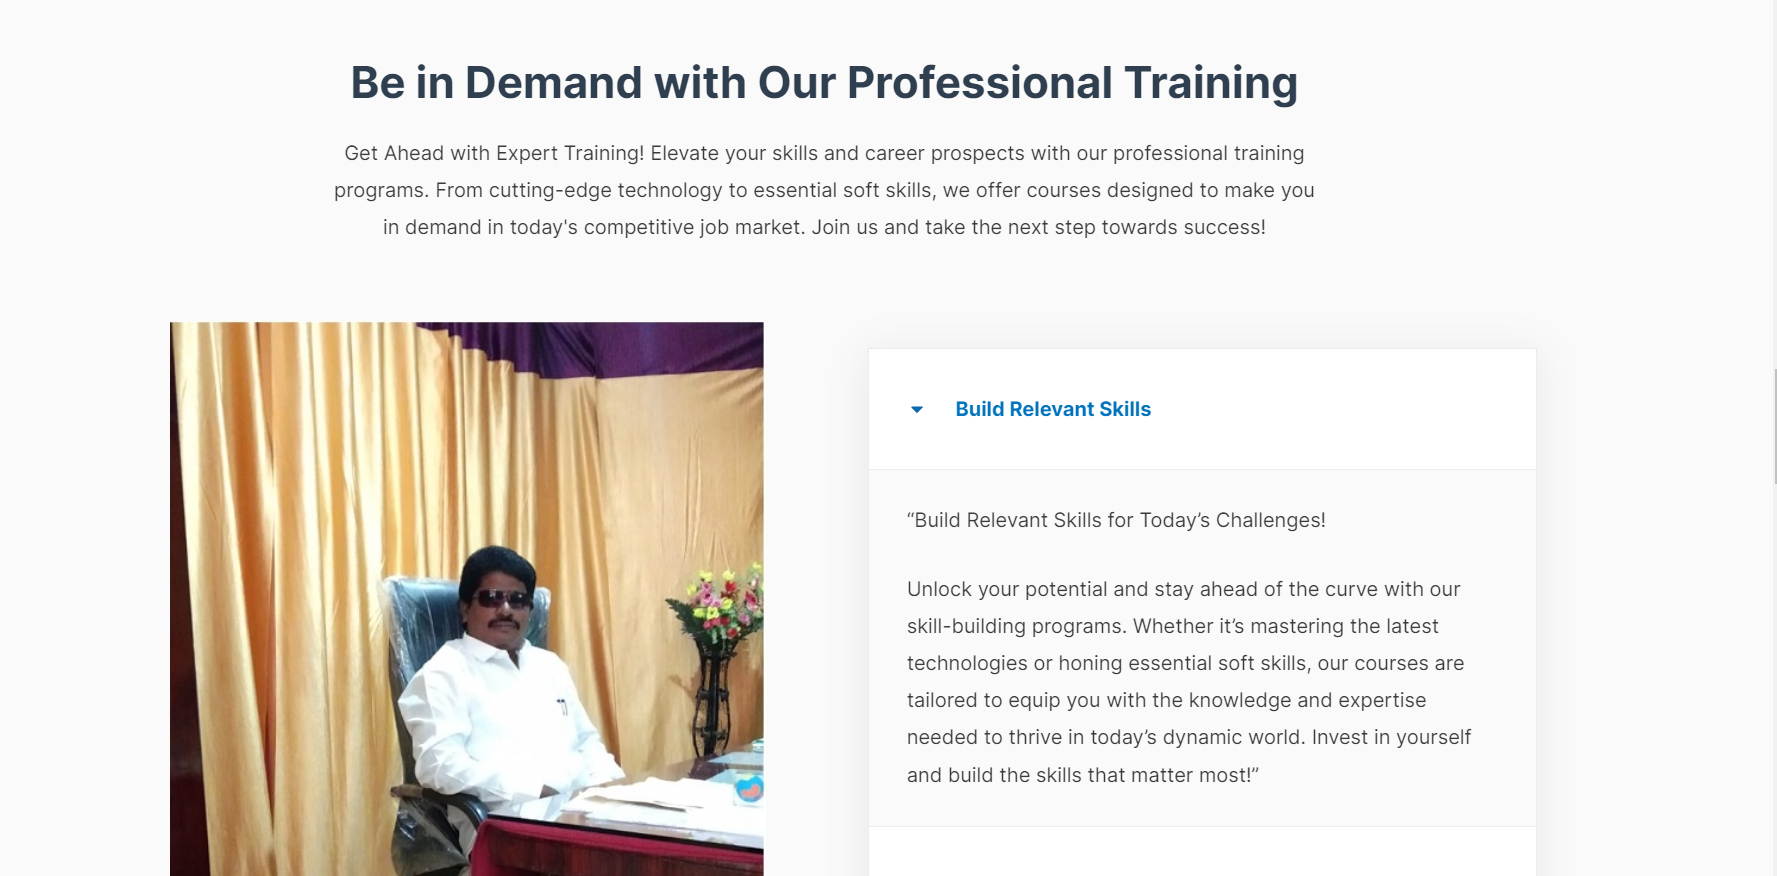 Be in Demand with Our Professional Training
Get Ahead with Expert Training! Elevate your skills and career prospects with our professional training
programs. From cutting-edge technology to essential soft skills, we offer courses designed to make you
in demand in today's competitive job market. Join us and take the next step towards success!
Build Relevant Skills
“Build Relevant Skills for Today’s Challenges!
Unlock your potential and stay ahead of the curve with our
skill-building programs. Whether it’s mastering the latest
technologies or honing essential soft skills, our courses are
tailored to equip you with the knowledge and expertise
needed to thrive in today’s dynamic world. Invest in yourself
and build the skills that matter most!”